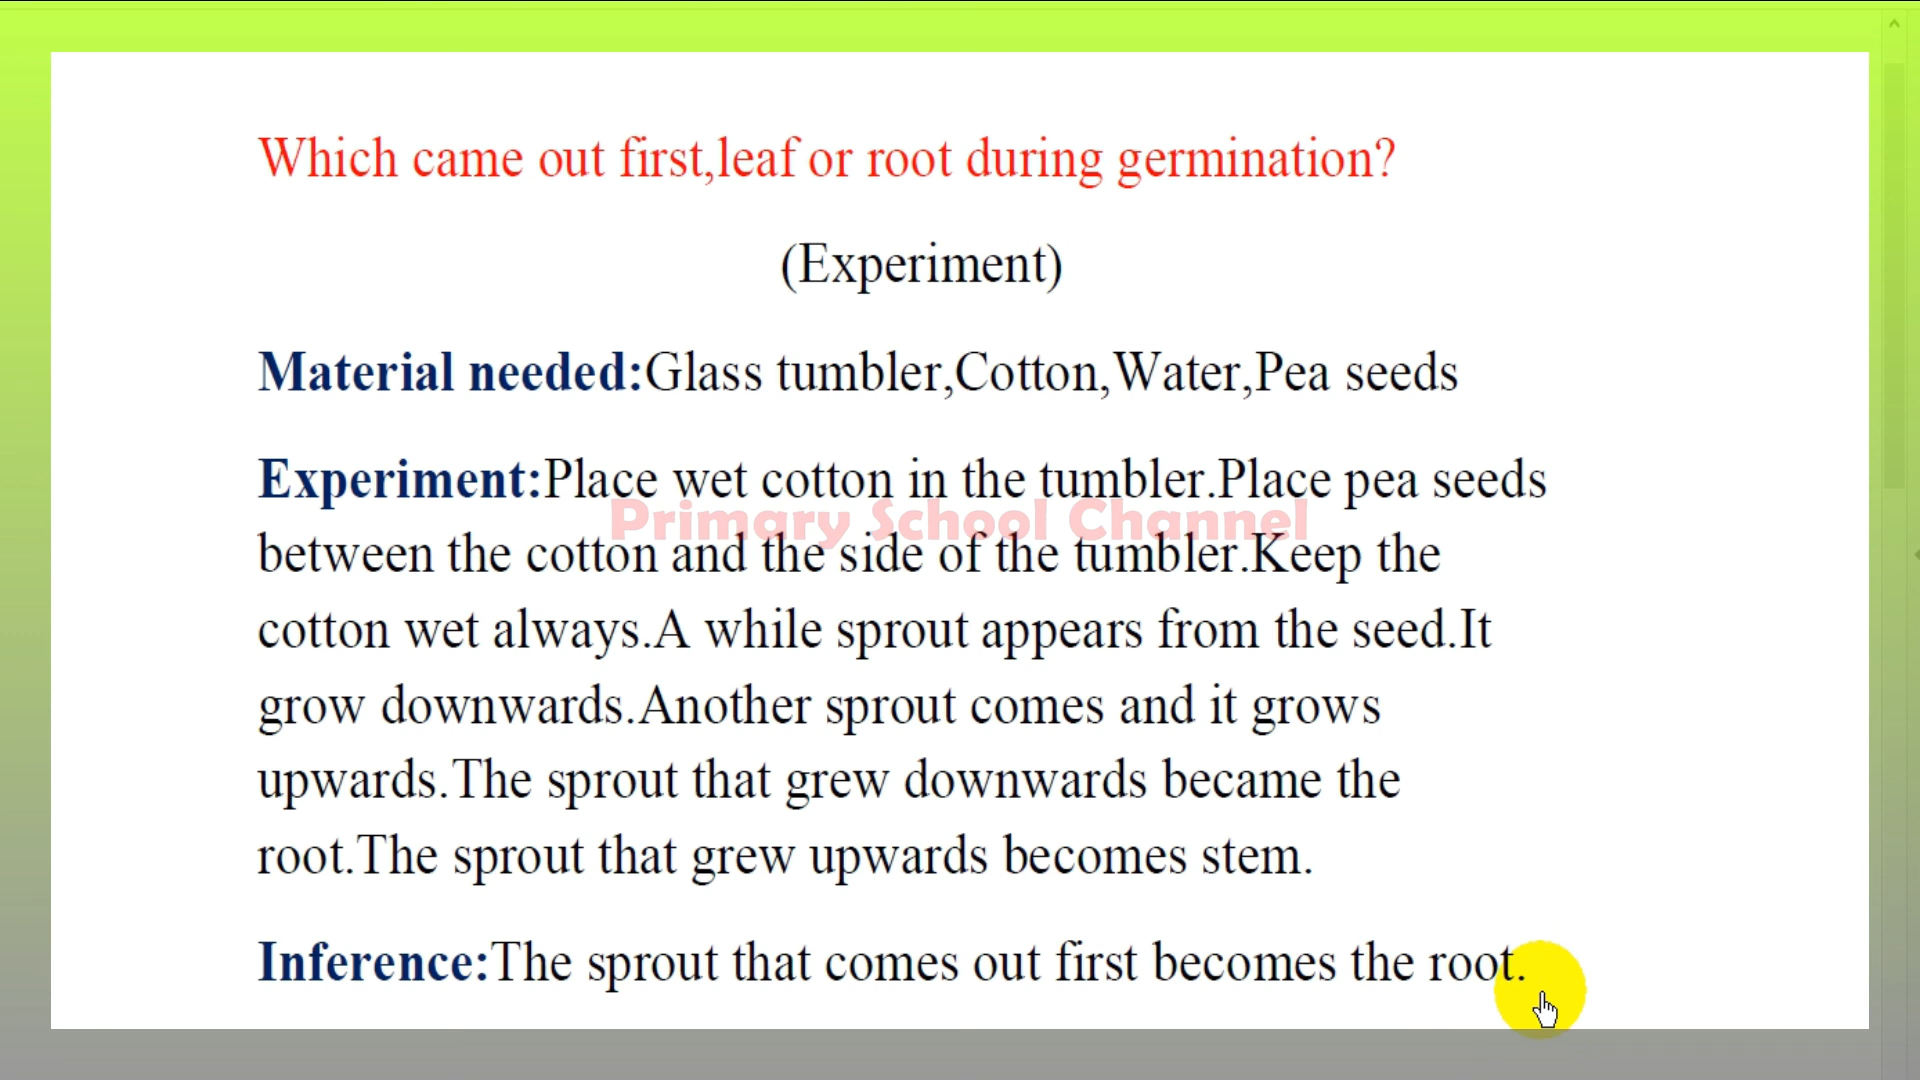 Which came out first,leaf or root during germination?
(Experiment)
Material needed:Glass tumbler,Cotton,Water,Pea seeds
Experiment:Place wet cotton in the tumbler.Place pea seeds
Primary School Channel
between the cotton and the side of the tumbler.Keep the
cotton wet always.A while sprout appears from the seed.It
grow downwards.Another sprout comes and it grows
upwards.The sprout that grew downwards became the
root.The sprout that grew upwards becomes stem.
Inference:The sprout that comes out first becomes the root.